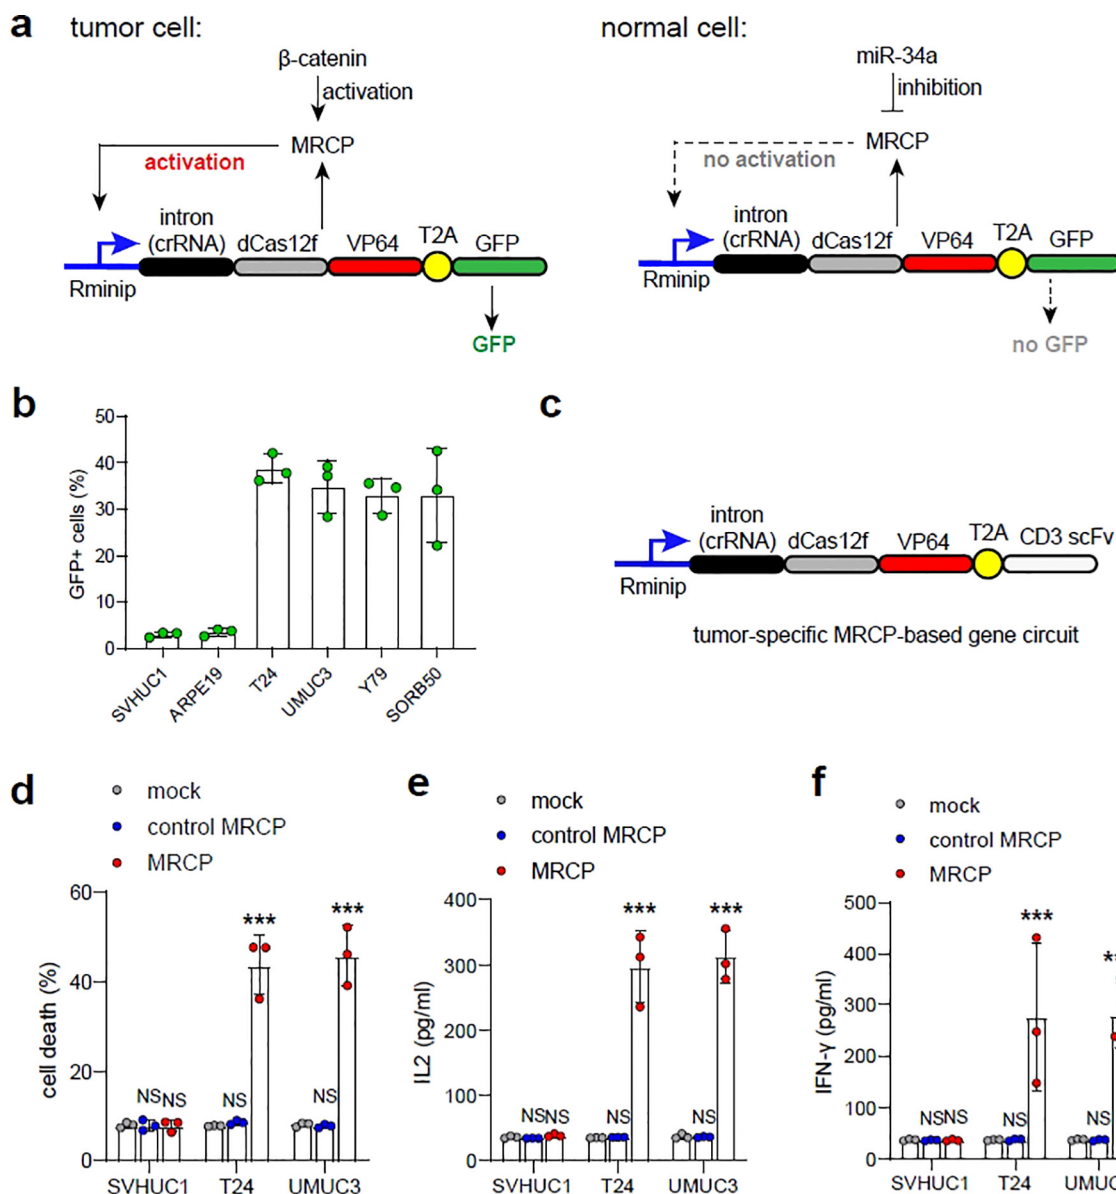 a tumor cell: normal cell:
β-catenin miR-34a
activation inhibition
MRCP MRCP
activation no activation
intron
(crRNA) dCas12f VP64 T2A GFP
intron
(crRNA) dCas12f VP64 T2A GFP
Rminip Rminip
GFP no GFP
b
50
40
30
20
10
0
GFP+ cells (%)
SVHUC1 ARPE19 T24 UMUC3 Y79 SORB50
c
intron
(crRNA) dCas12f VP64 T2A CD3 scFv
Rminip
tumor-specific MRCP-based gene circuit
d
mock
control MRCP
MRCP
60
40
20
0
cell death (%)
NS NS NS *** NS ***
SVHUC1 T24 UMUC3
e
mock
control MRCP
MRCP
400
300
200
100
0
IL2 (pg/ml)
NS NS NS *** NS ***
SVHUC1 T24 UMUC3
f
mock
control MRCP
MRCP
500
400
300
200
100
0
IFN-γ (pg/ml)
NS NS NS *** NS
SVHUC1 T24